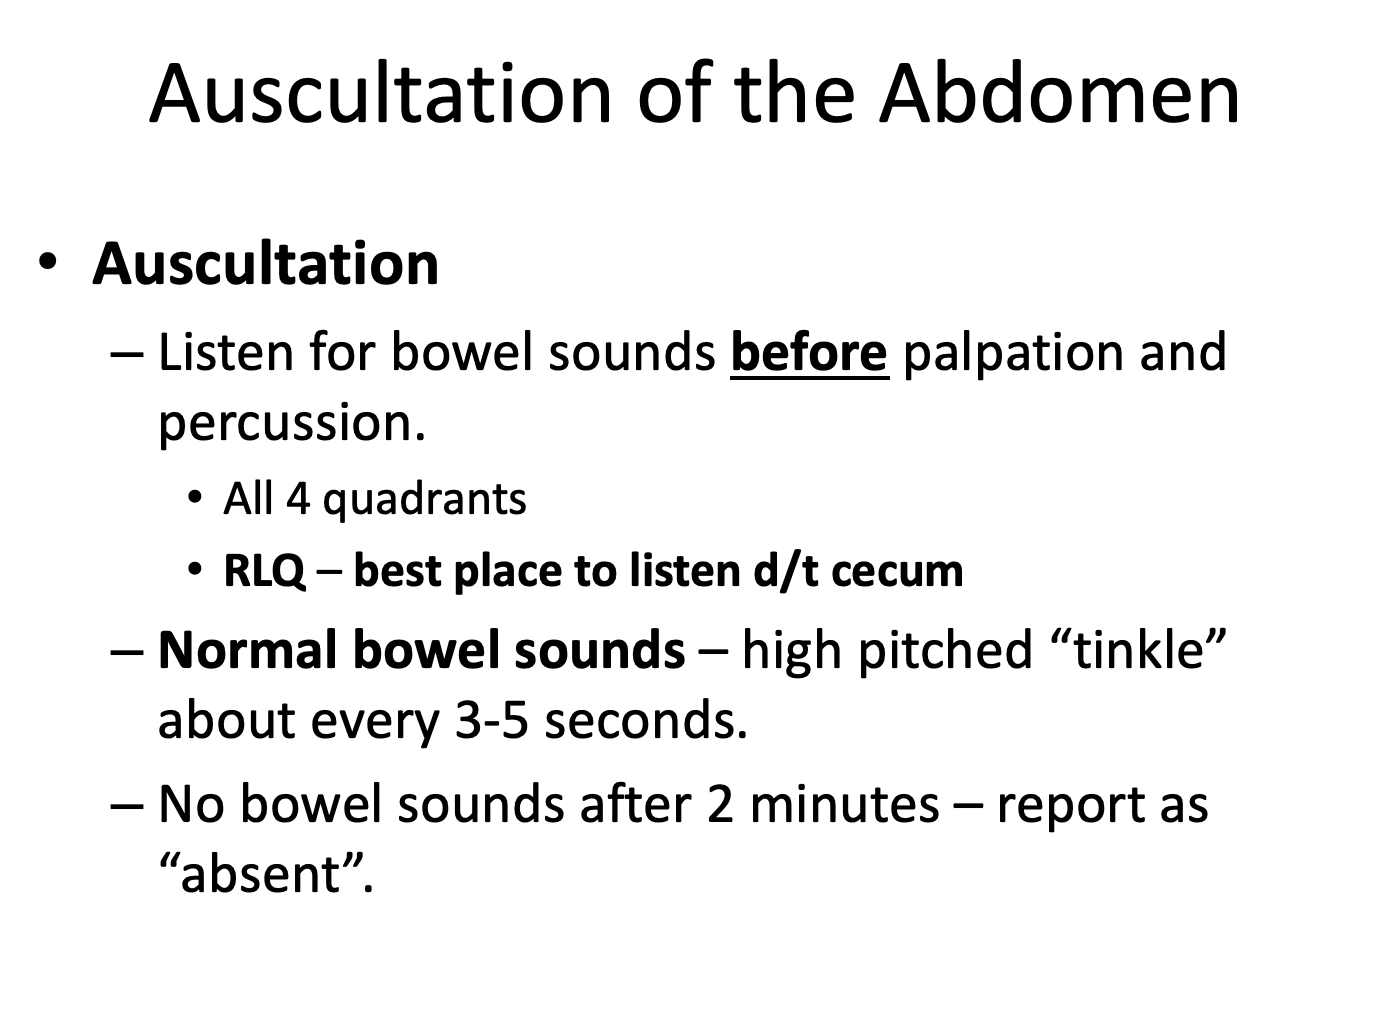 Auscultation of the Abdomen
• Auscultation
– Listen for bowel sounds before palpation and
percussion.
• All 4 quadrants
• RLQ – best place to listen d/t cecum
– Normal bowel sounds – high pitched “tinkle”
about every 3-5 seconds.
– No bowel sounds after 2 minutes – report as
“absent”.